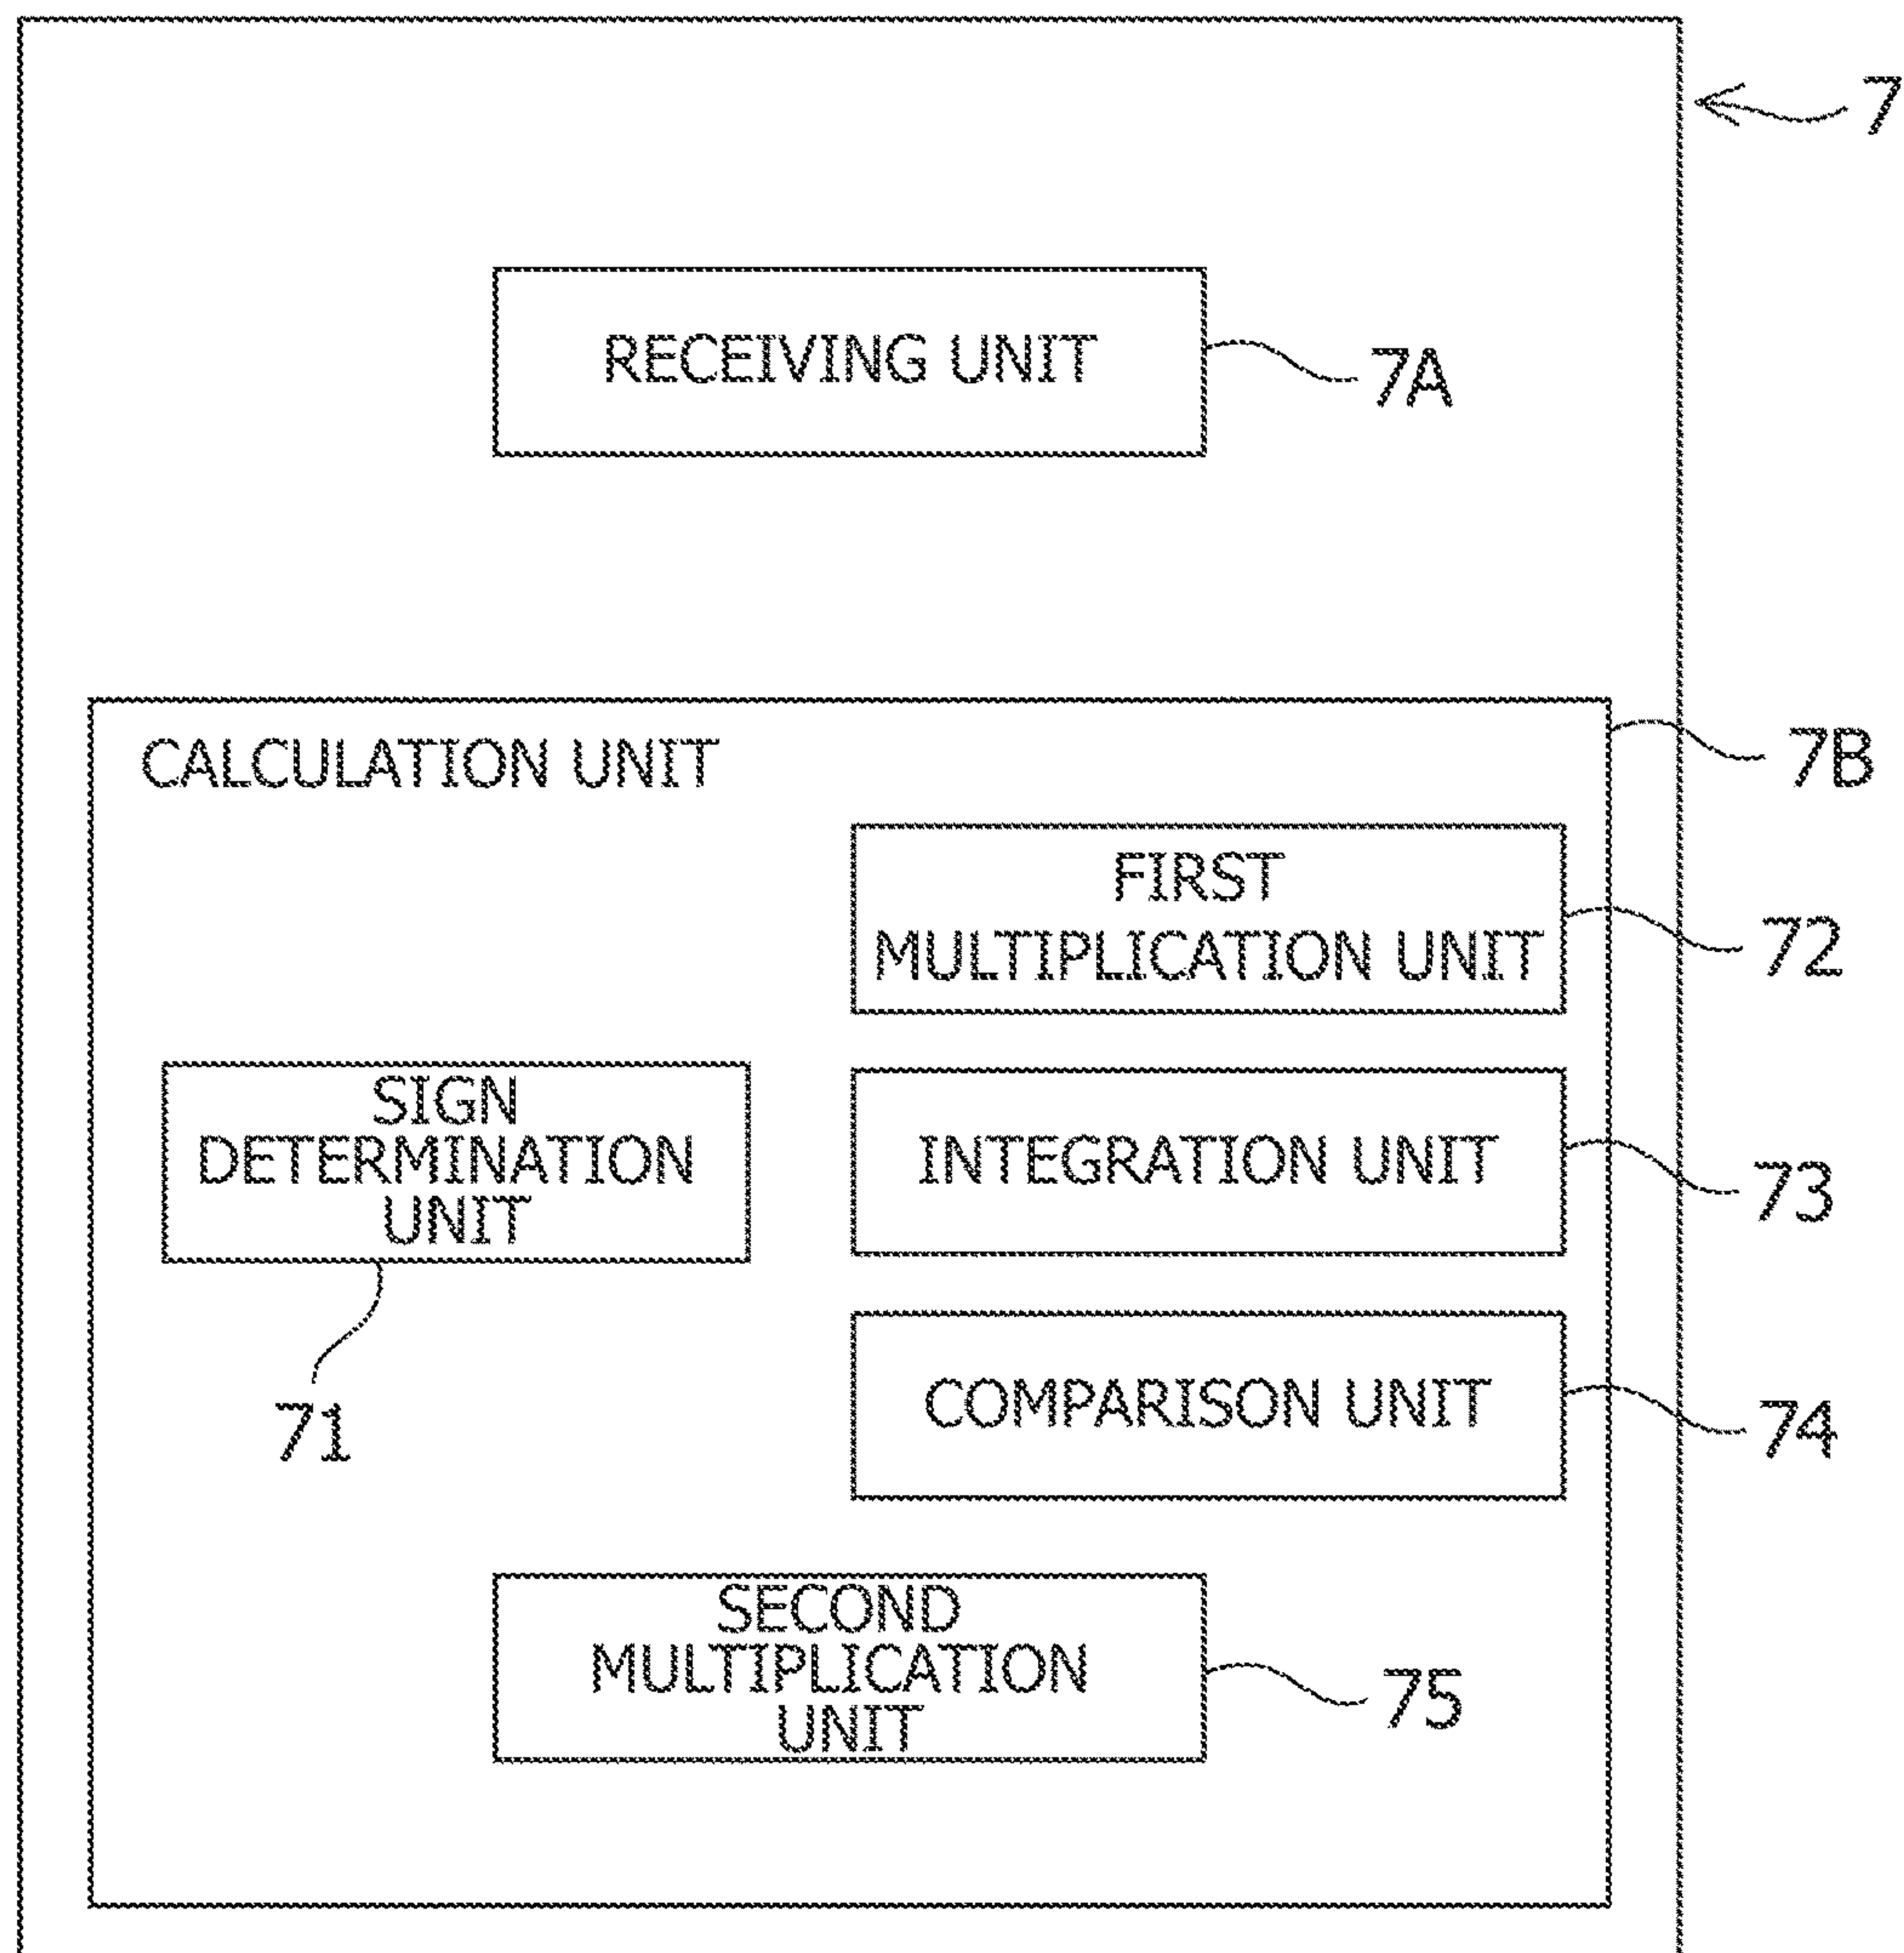 7
RECEIVING UNIT
7A
CALCULATION UNIT
7B
FIRST
MULTIPLICATION UNIT
72
SIGN
DETERMINATION
UNIT
71
INTEGRATION UNIT
73
COMPARISON UNIT
74
SECOND
MULTIPLICATION
UNIT
75